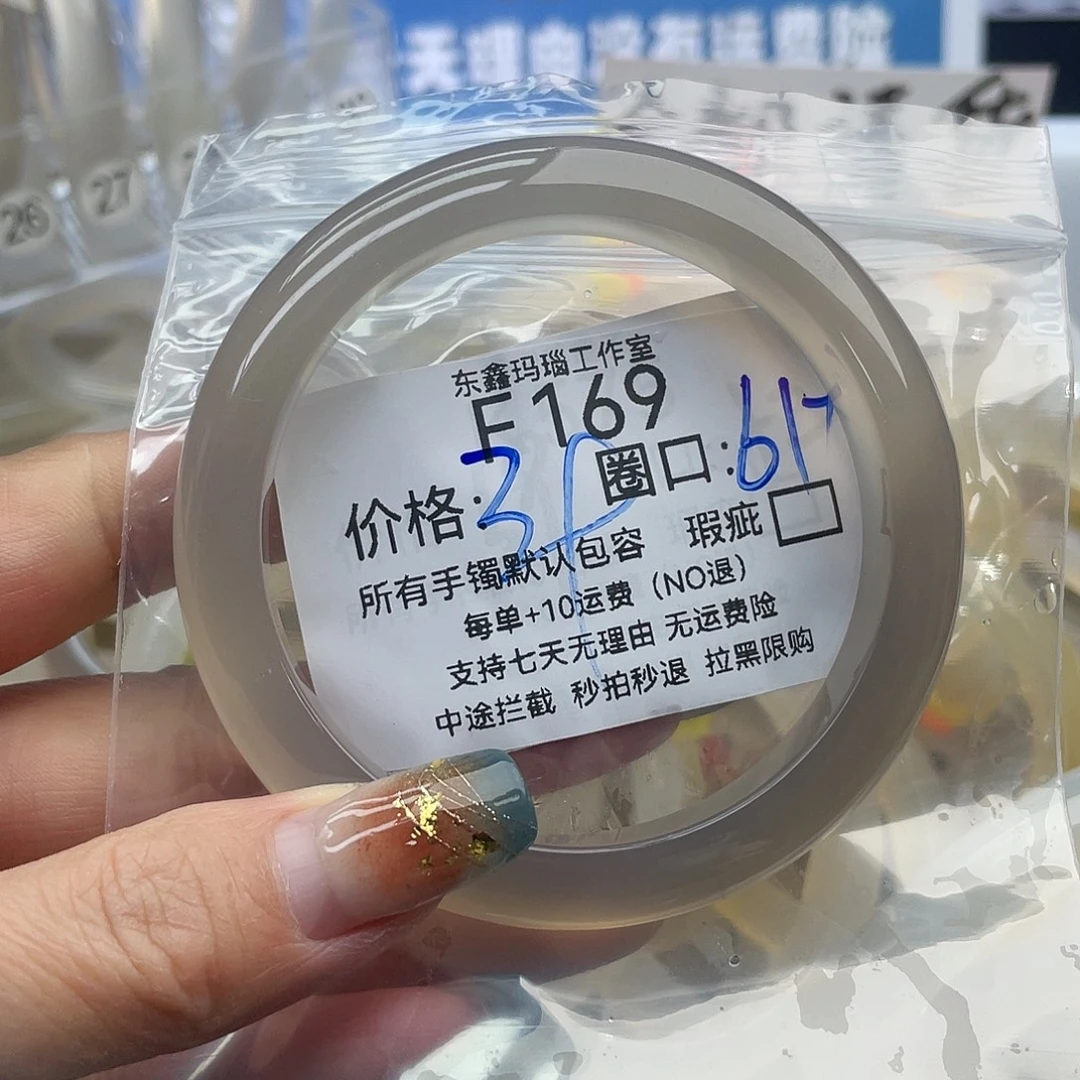 东鑫玛瑙工作室
F169
价格: 圈口:61+
所有手镯默认包容 瑕疵
每单+10运费（NO退）
支持七天无理由 无运费险
中途拦截 秒拍秒退 拉黑限购
26
27